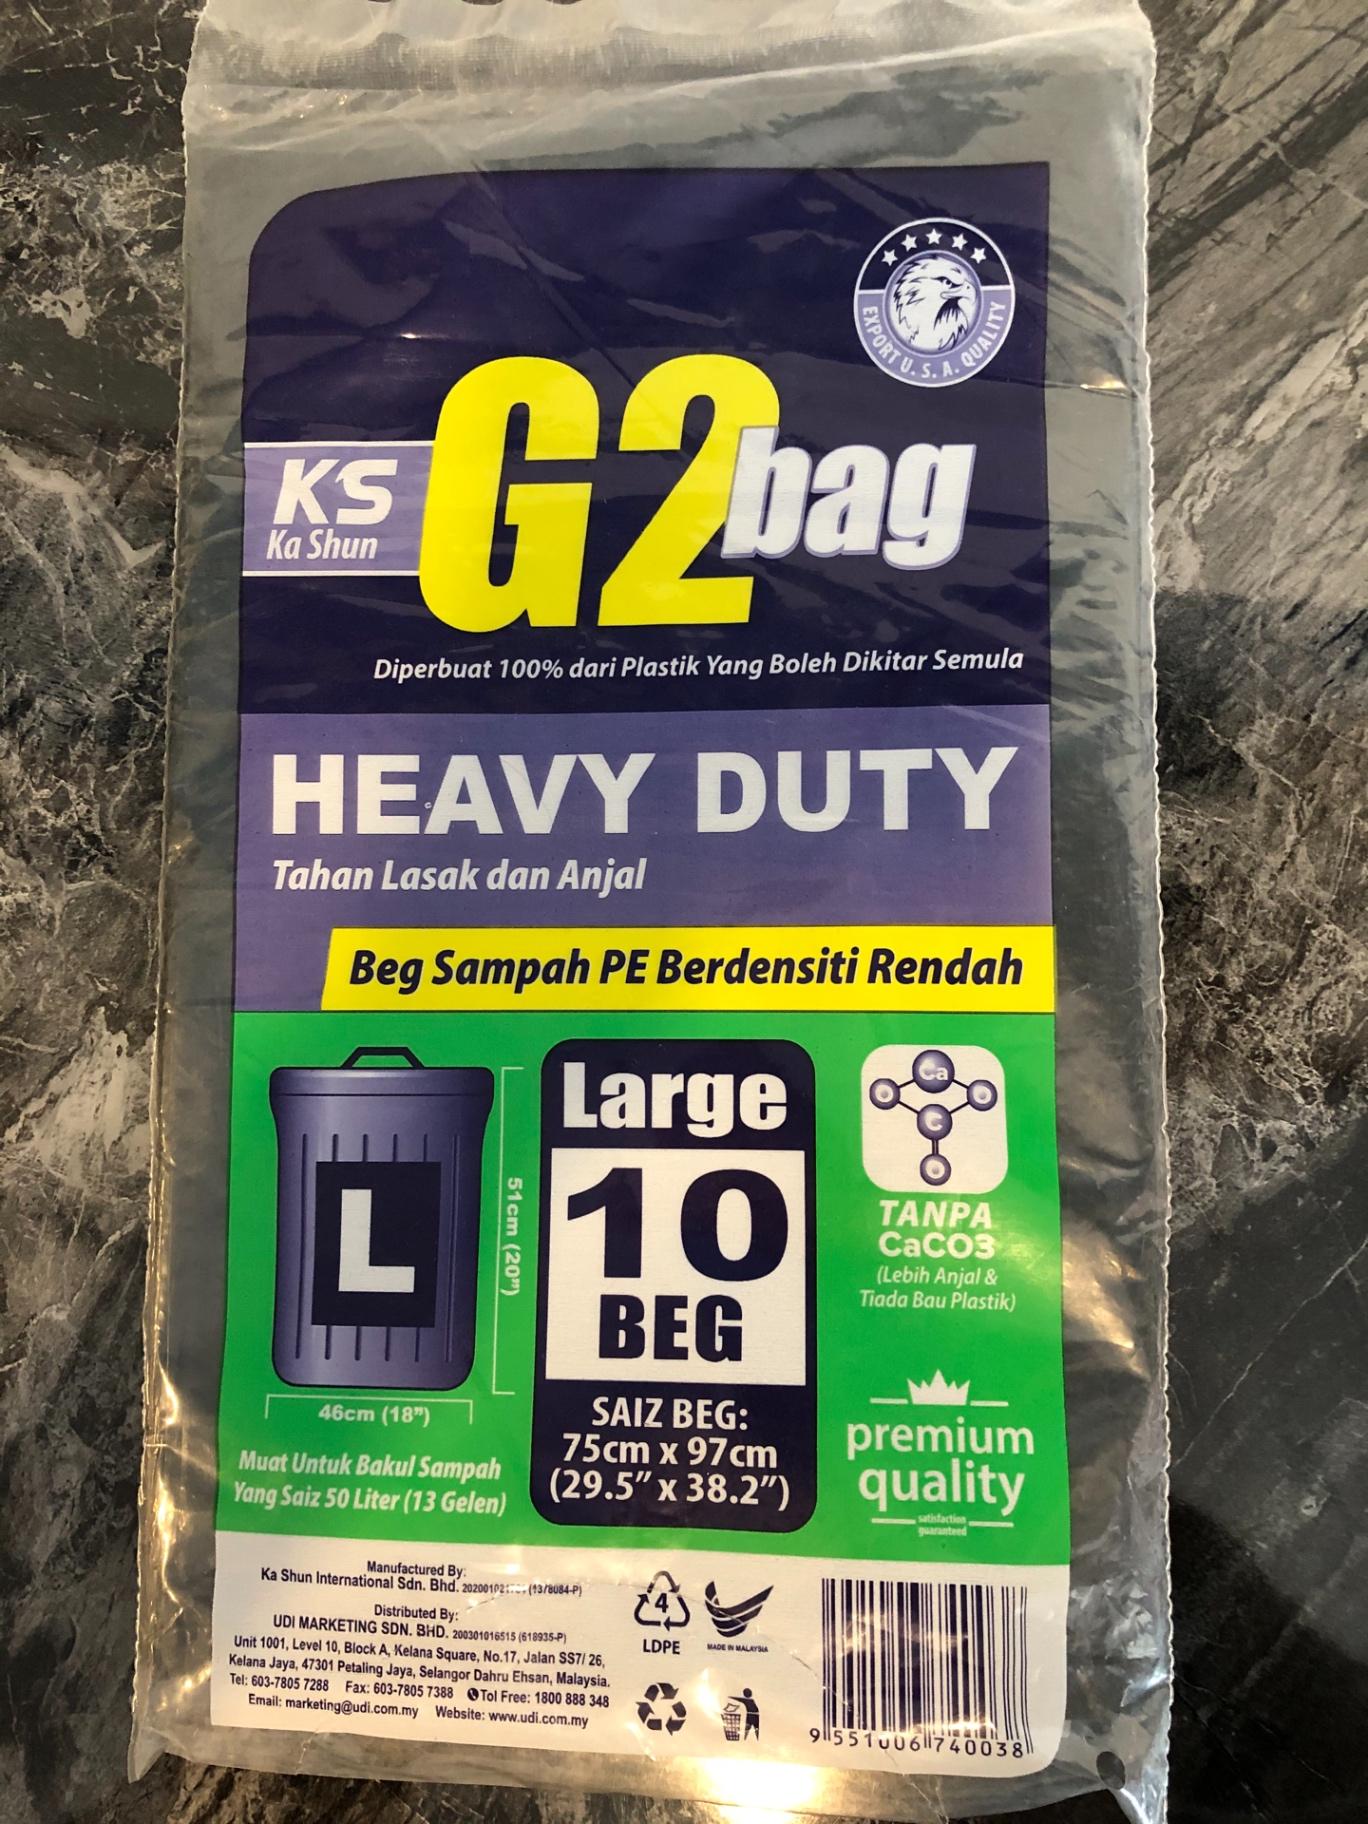 EXPORT U. S. A. QUALITY
KS
Ka Shun
G2bag
Diperbuat 100% dari Plastik Yang Boleh Dikitar Semula
HEAVY DUTY
Tahan Lasak dan Anjal
Beg Sampah PE Berdensiti Rendah
L
51cm (20”)
46cm (18”)
Muat Untuk Bakul Sampah
Yang Saiz 50 Liter (13 Gelen)
Large
10
BEG
SAIZ BEG:
75cm x 97cm
(29.5” x 38.2”)
Ca
O O
C
O
TANPA
CaCO3
(Lebih Anjal &
Tiada Bau Plastik)
premium
quality
satisfaction
guaranteed
Manufactured By:
Ka Shun International Sdn. Bhd. (1378084-P)
Distributed By:
UDI MARKETING SDN. BHD. 200301016515 (618935-P)
Unit 1001, Level 10, Block A, Kelana Square, No.17, Jalan SS7/ 26,
Kelana Jaya, 47301 Petaling Jaya, Selangor Dahru Ehsan, Malaysia.
Tel: 603-7805 7288 Fax: 603-7805 7388 Tol Free: 1800 888 348
Email: marketing@udi.com.my Website: www.udi.com.my
4
LDPE
MADE IN MALAYSIA
9 551006 740038